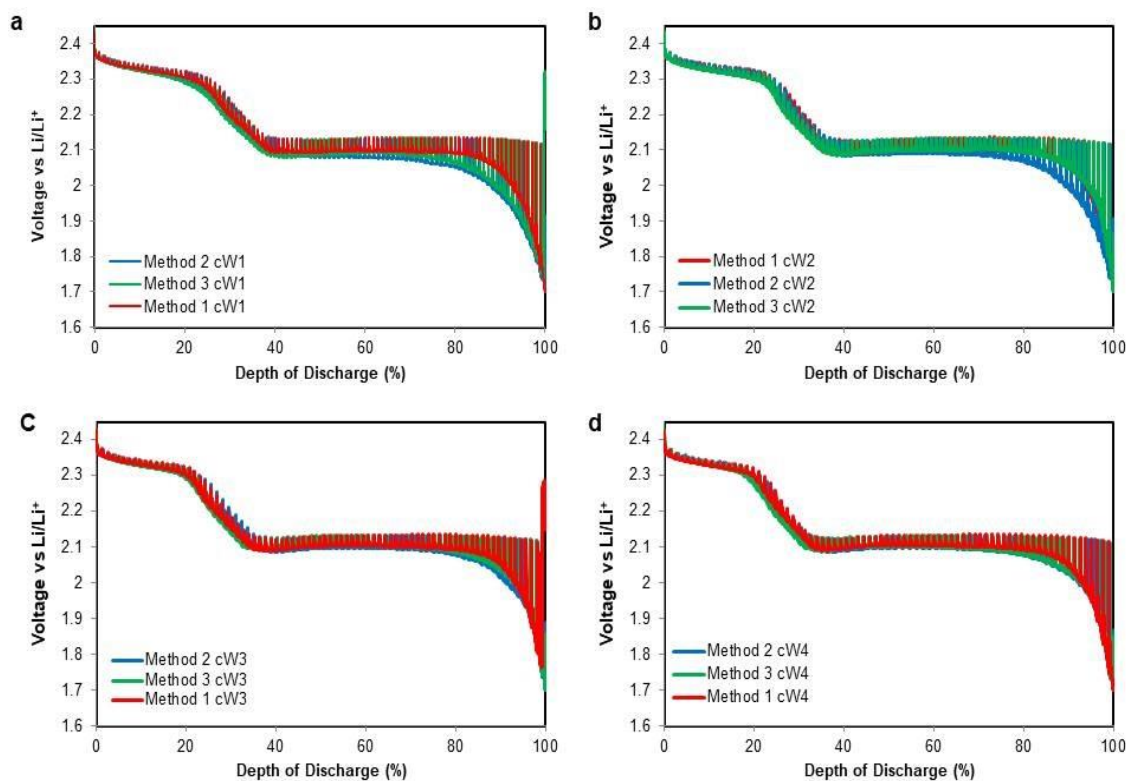 a
2.4
2.3
2.2
2.1
2
1.9
1.8
1.7
1.6
Voltage vs Li/Li⁺
Method 2 cW1
Method 3 cW1
Method 1 cW1
0 20 40 60 80 100
Depth of Discharge (%)
b
2.4
2.3
2.2
2.1
2
1.9
1.8
1.7
1.6
Voltage vs Li/Li⁺
Method 1 cW2
Method 2 cW2
Method 3 cW2
0 20 40 60 80 100
Depth of Discharge (%)
C
2.4
2.3
2.2
2.1
2
1.9
1.8
1.7
1.6
Voltage vs Li/Li⁺
Method 2 cW3
Method 3 cW3
Method 1 cW3
0 20 40 60 80 100
Depth of Discharge (%)
d
2.4
2.3
2.2
2.1
2
1.9
1.8
1.7
1.6
Voltage vs Li/Li⁺
Method 2 cW4
Method 3 cW4
Method 1 cW4
0 20 40 60 80 100
Depth of Discharge (%)